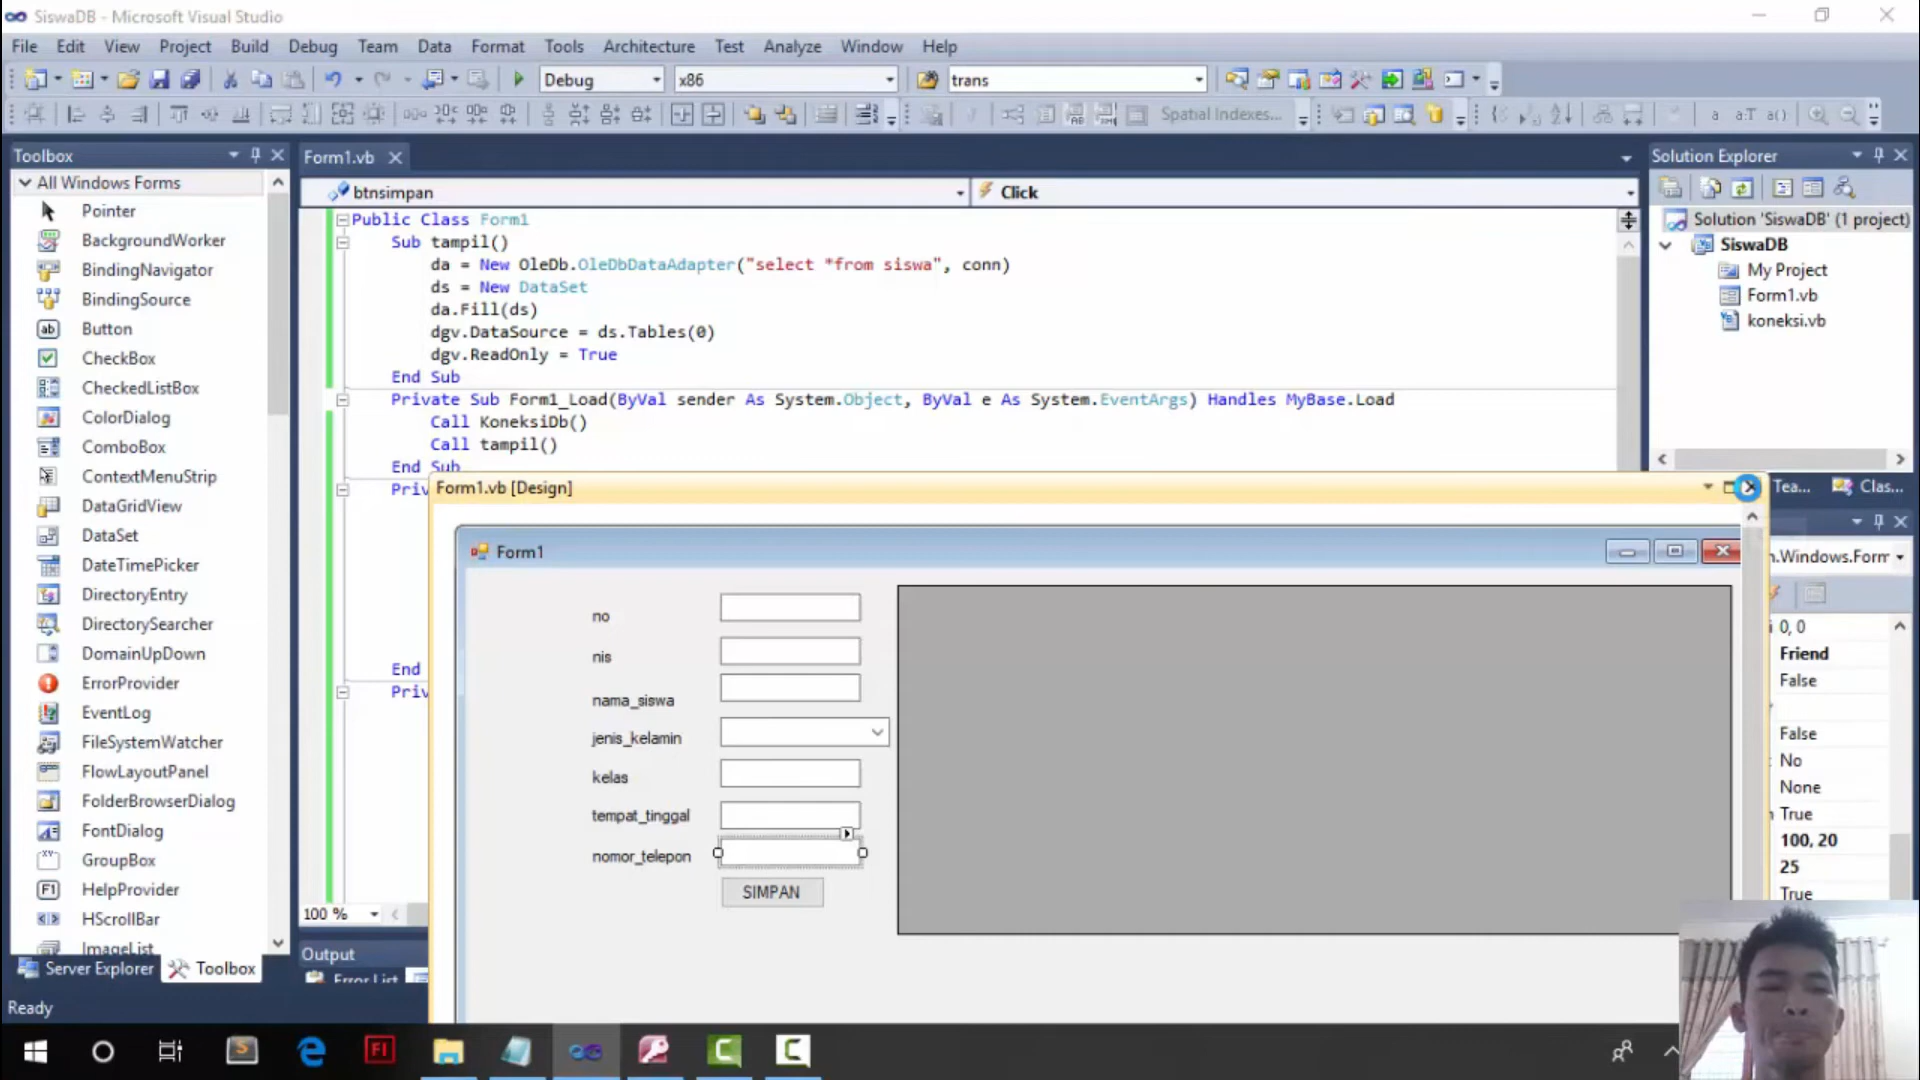 SiswaDB - Microsoft Visual Studio
File Edit View Project Build Debug Team Data Format Tools Architecture Test Analyze Window Help
Debug x86 trans
Spatial Indexes...
Toolbox
All Windows Forms
Pointer
BackgroundWorker
BindingNavigator
BindingSource
Button
CheckBox
CheckedListBox
ColorDialog
ComboBox
ContextMenuStrip
DataGridView
DataSet
DateTimePicker
DirectoryEntry
DirectorySearcher
DomainUpDown
ErrorProvider
EventLog
FileSystemWatcher
FlowLayoutPanel
FolderBrowserDialog
FontDialog
GroupBox
HelpProvider
HScrollBar
ImageList
Server Explorer Toolbox
Ready
Form1.vb
btnsimpan Click
Public Class Form1
Sub tampil()
da = New OleDb.OleDbDataAdapter("select *from siswa", conn)
ds = New DataSet
da.Fill(ds)
dgv.DataSource = ds.Tables(0)
dgv.ReadOnly = True
End Sub
Private Sub Form1_Load(ByVal sender As System.Object, ByVal e As System.EventArgs) Handles MyBase.Load
Call KoneksiDb()
Call tampil()
End Sub
Priv
End
Priv
100 %
Output
Error List
Form1.vb [Design]
Form1
no
nis
nama_siswa
jenis_kelamin
kelas
tempat_tinggal
nomor_telepon
SIMPAN
Solution Explorer
Solution 'SiswaDB' (1 project)
SiswaDB
My Project
Form1.vb
koneksi.vb
Tea... Clas...
n.Windows.Form
0, 0
Friend
False
False
No
None
True
100, 20
25
True